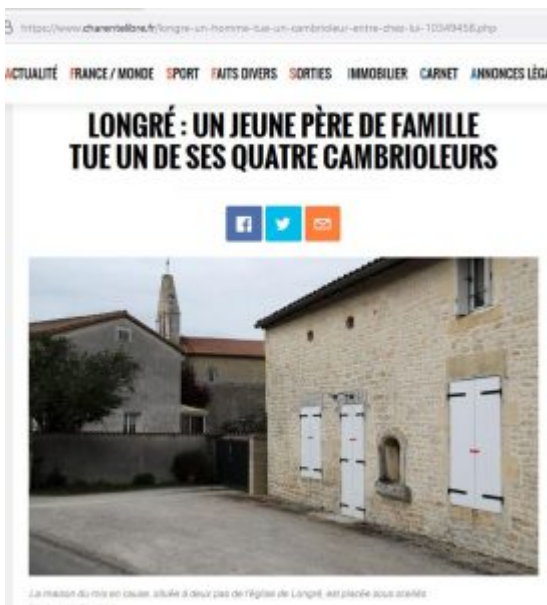 https://www.charentelibre.fr/longre-un-homme-tue-un-cambrioleur-entre-chez-lui-10349458.php
ACTUALITÉ FRANCE / MONDE SPORT FAITS DIVERS SORTIES IMMOBILIER CARNET ANNONCES LÉGA
LONGRÉ : UN JEUNE PÈRE DE FAMILLE
TUE UN DE SES QUATRE CAMBRIOLEURS
La maison du mis en cause, située à deux pas de l'église de Longré, est placée sous scellés